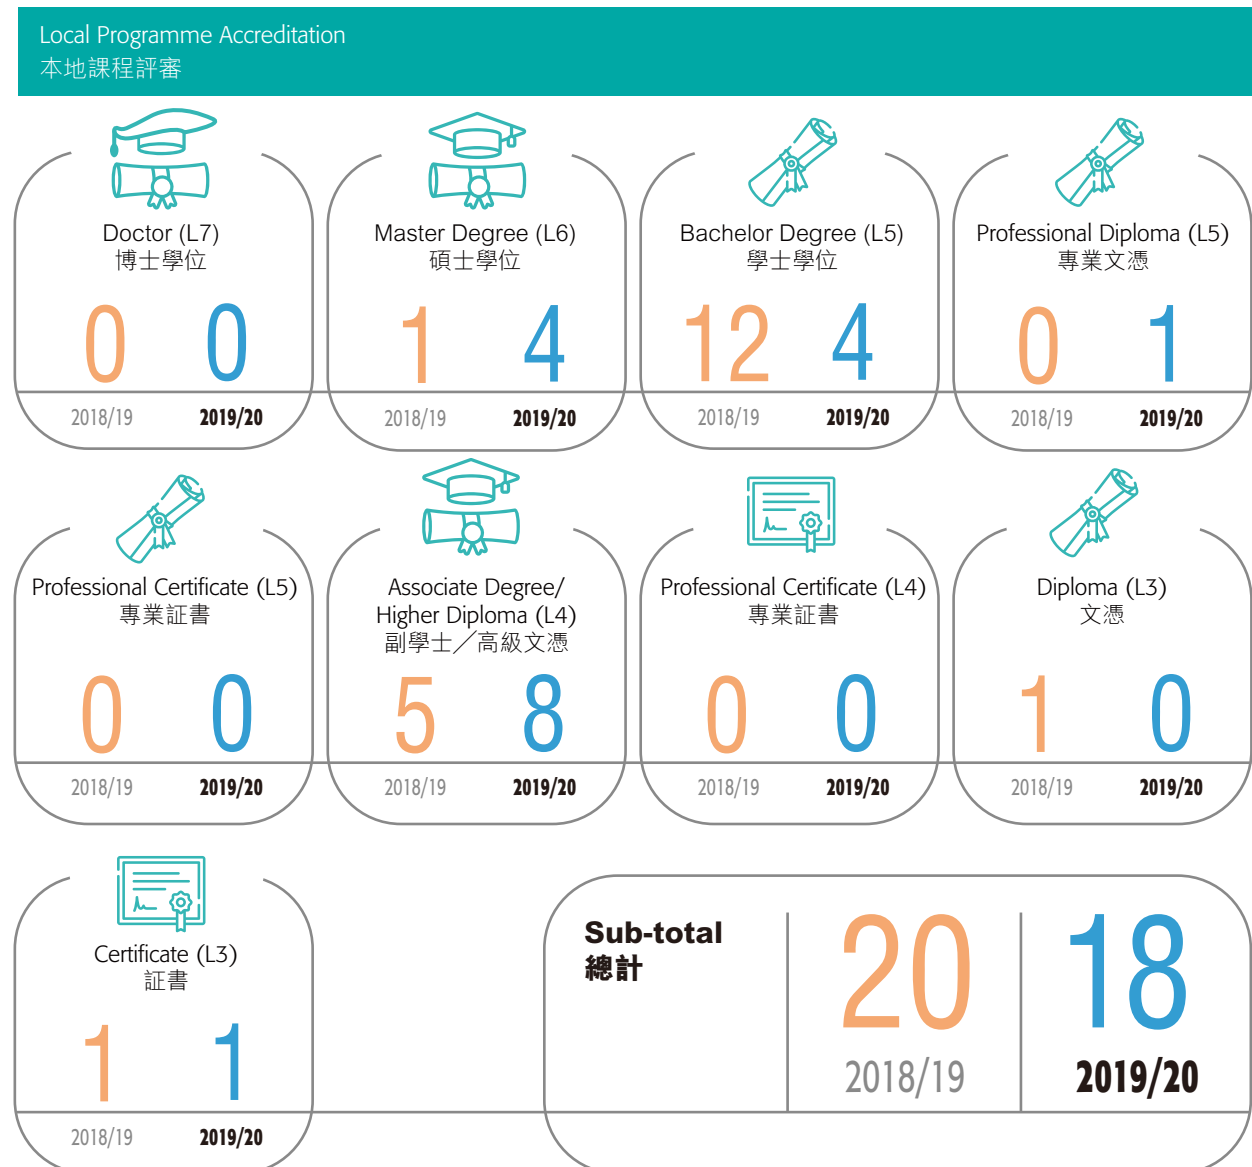 Local Programme Accreditation
本地課程評審
Doctor (L7)
博士學位
0 0
2018/19 2019/20
Master Degree (L6)
碩士學位
1 4
2018/19 2019/20
Bachelor Degree (L5)
學士學位
12 4
2018/19 2019/20
Professional Diploma (L5)
專業文憑
0 1
2018/19 2019/20
Professional Certificate (L5)
專業証書
0 0
2018/19 2019/20
Associate Degree/
Higher Diploma (L4)
副學士／高級文憑
5 8
2018/19 2019/20
Professional Certificate (L4)
專業証書
0 0
2018/19 2019/20
Diploma (L3)
文憑
1 0
2018/19 2019/20
Certificate (L3)
証書
1 1
2018/19 2019/20
Sub-total
總計
20 18
2018/19 2019/20